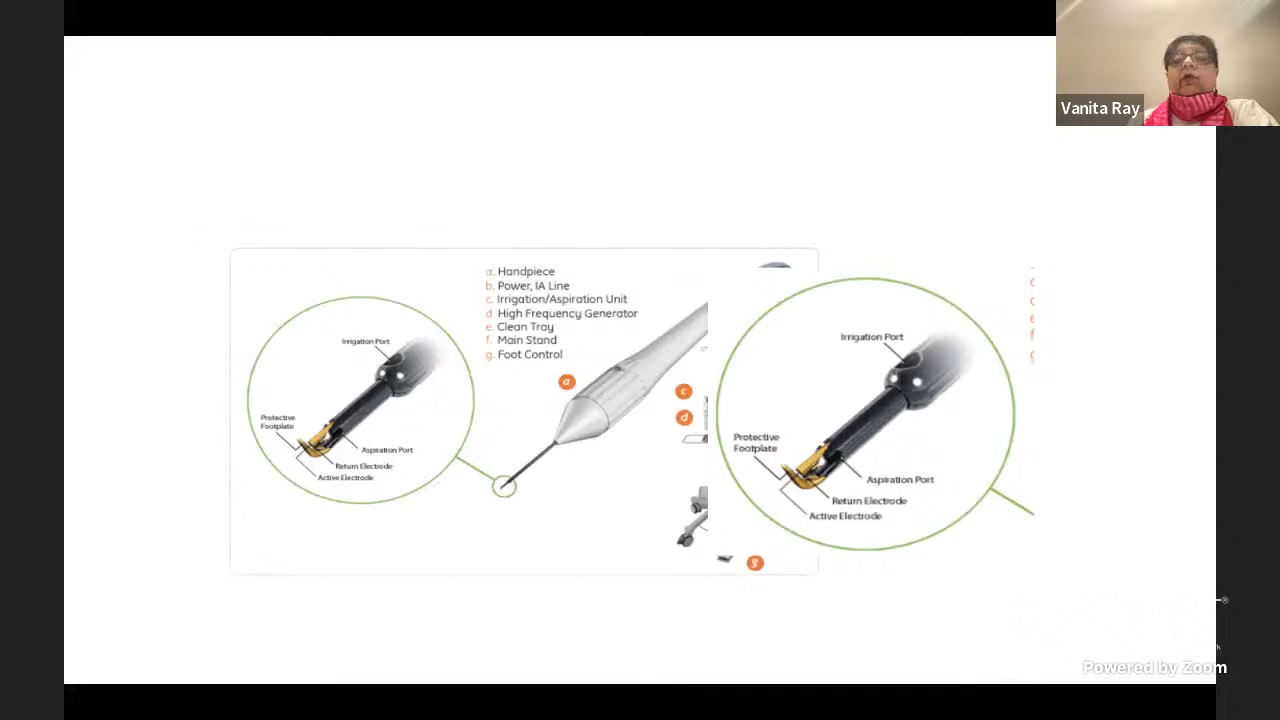 Vanita Ray
a. Handpiece
b. Power, IA Line
c. Irrigation/Aspiration Unit
d. High Frequency Generator
e. Clean Tray
f. Main Stand
g. Foot Control
Irrigation Port
Protective
Footplate
Aspiration Port
Return Electrode
Active Electrode
a
c
d
g
Irrigation Port
Protective
Footplate
Aspiration Port
Return Electrode
Active Electrode
Powered by Zoom